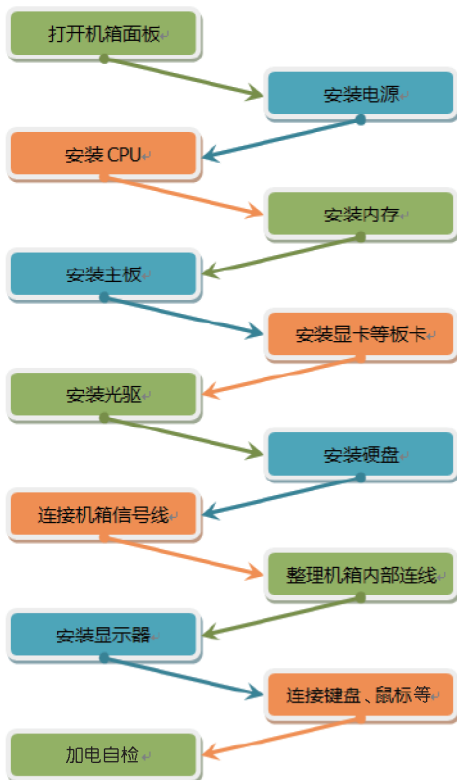 打开机箱面板
安装电源
安装 CPU
安装内存
安装主板
安装显卡等板卡
安装光驱
安装硬盘
连接机箱信号线
整理机箱内部连线
安装显示器
连接键盘、鼠标等
加电自检